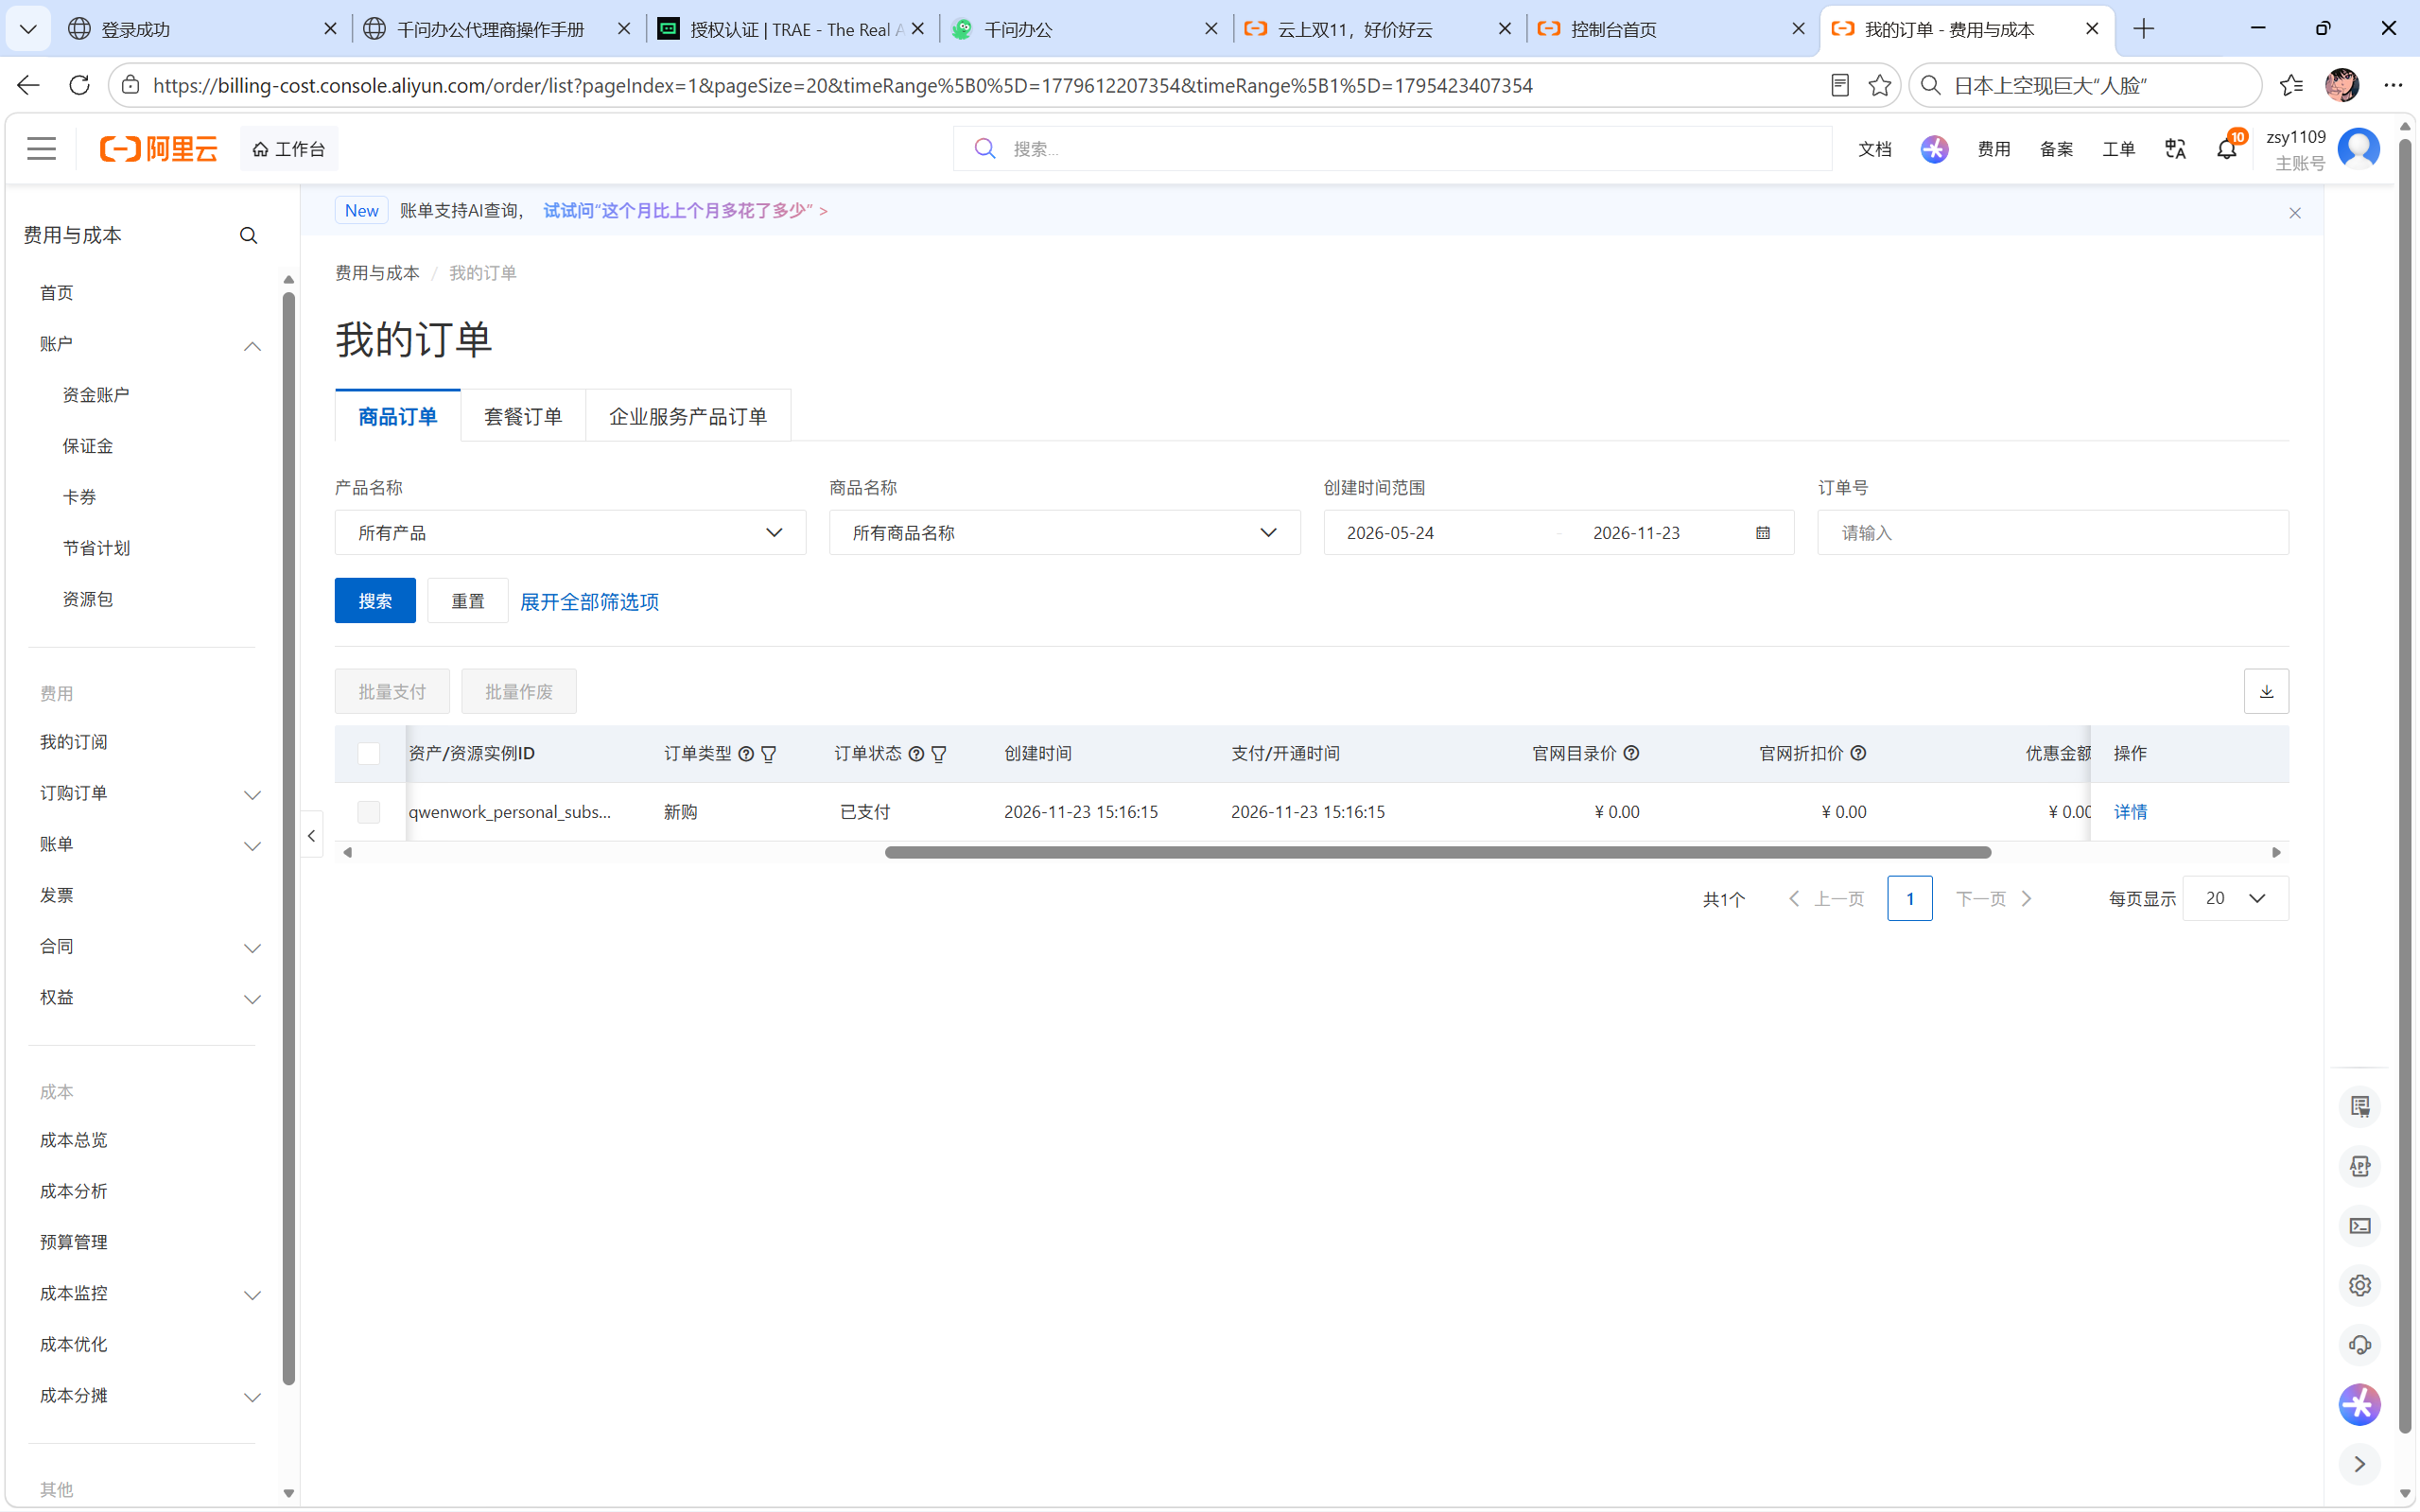 登录成功
千问办公代理商操作手册
授权认证 | TRAE - The Real A
千问办公
云上双11，好价好云
控制台首页
我的订单 - 费用与成本
https://billing-cost.console.aliyun.com/order/list?pageIndex=1&pageSize=20&timeRange%5B0%5D=1779612207354&timeRange%5B1%5D=1795423407354
日本上空现巨大“人脸”
阿里云
工作台
搜索...
文档
费用
备案
工单
10
zsy1109
主账号
New 账单支持AI查询， 试试问“这个月比上个月多花了多少” >
费用与成本
首页
账户
资金账户
保证金
卡券
节省计划
资源包
费用
我的订阅
订购订单
账单
发票
合同
权益
成本
成本总览
成本分析
预算管理
成本监控
成本优化
成本分摊
其他
费用与成本 / 我的订单
我的订单
商品订单 套餐订单 企业服务产品订单
产品名称 商品名称 创建时间范围 订单号
所有产品 所有商品名称 2026-05-24 - 2026-11-23 请输入
搜索 重置 展开全部筛选项
批量支付 批量作废
资产/资源实例ID 订单类型 订单状态 创建时间 支付/开通时间 官网目录价 官网折扣价 优惠金额 操作
qwenwork_personal_subs... 新购 已支付 2026-11-23 15:16:15 2026-11-23 15:16:15 ¥ 0.00 ¥ 0.00 ¥ 0.00 详情
共1个 上一页 1 下一页 每页显示 20
APP